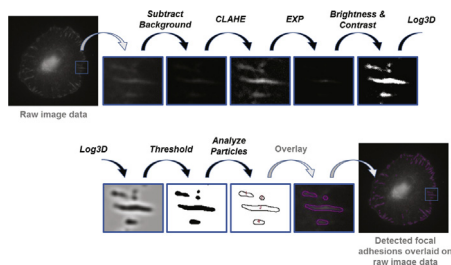 Subtract
Background
CLAHE
EXP
Brightness &
Contrast
Log3D
Raw image data
Log3D
Threshold
Analyze
Particles
Overlay
Detected focal
adhesions overlaid on
raw image data